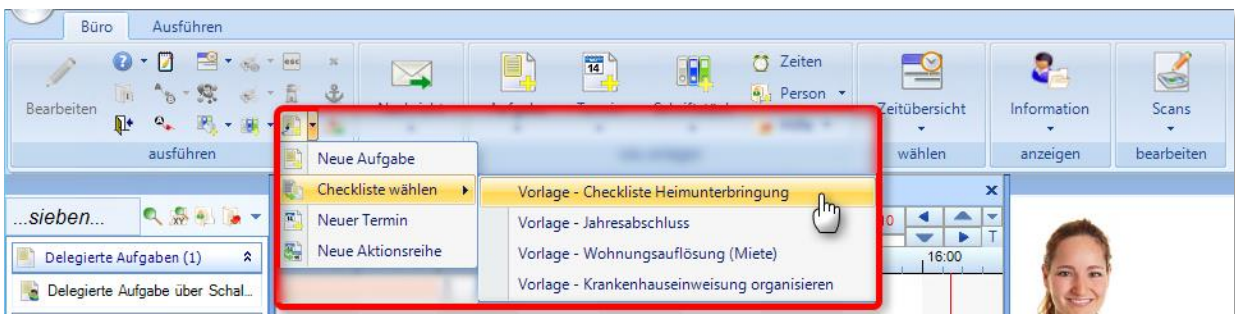 Büro Ausführen
esc 14 Zeiten
Bearbeiten Person Zeitübersicht Information Scans
ausführen wählen anzeigen bearbeiten
Neue Aufgabe
Checkliste wählen
Neuer Termin
Neue Aktionsreihe
Vorlage - Checkliste Heimunterbringung
Vorlage - Jahresabschluss
Vorlage - Wohnungsauflösung (Miete)
Vorlage - Krankenhauseinweisung organisieren
...sieben...
T
16:00
Delegierte Aufgaben (1)
Delegierte Aufgabe über Schal...